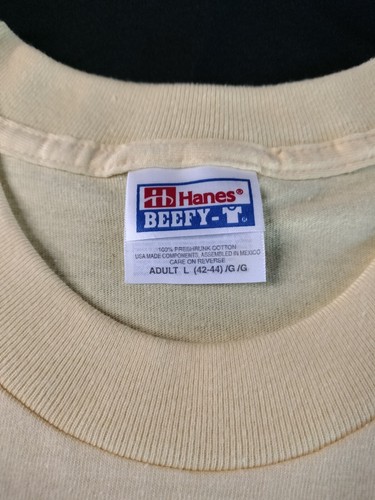 Hanes®
BEEFY-T
100% PRESHRUNK COTTON
USA MADE COMPONENTS, ASSEMBLED IN MEXICO
CARE ON REVERSE
ADULT L (42-44) /G /G